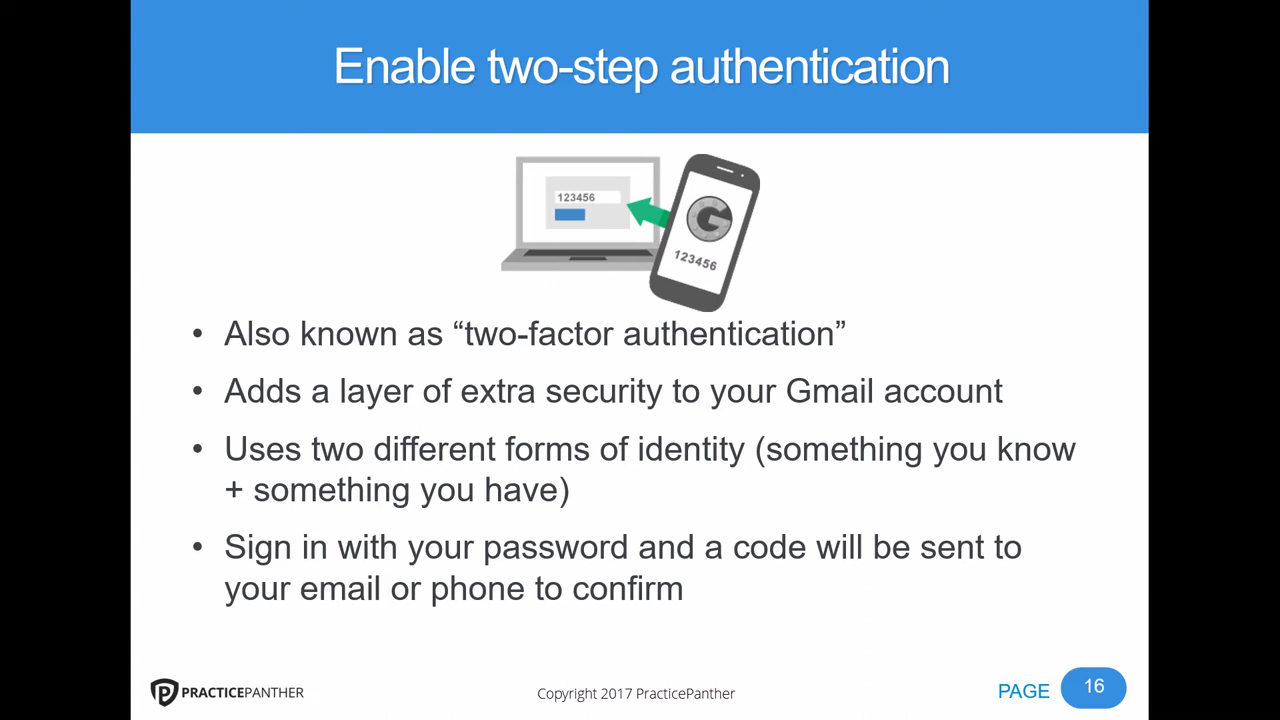 Enable two-step authentication
123456
123456
• Also known as “two-factor authentication”
• Adds a layer of extra security to your Gmail account
• Uses two different forms of identity (something you know
+ something you have)
• Sign in with your password and a code will be sent to
your email or phone to confirm
PRACTICEPANTHER
Copyright 2017 PracticePanther
PAGE 16